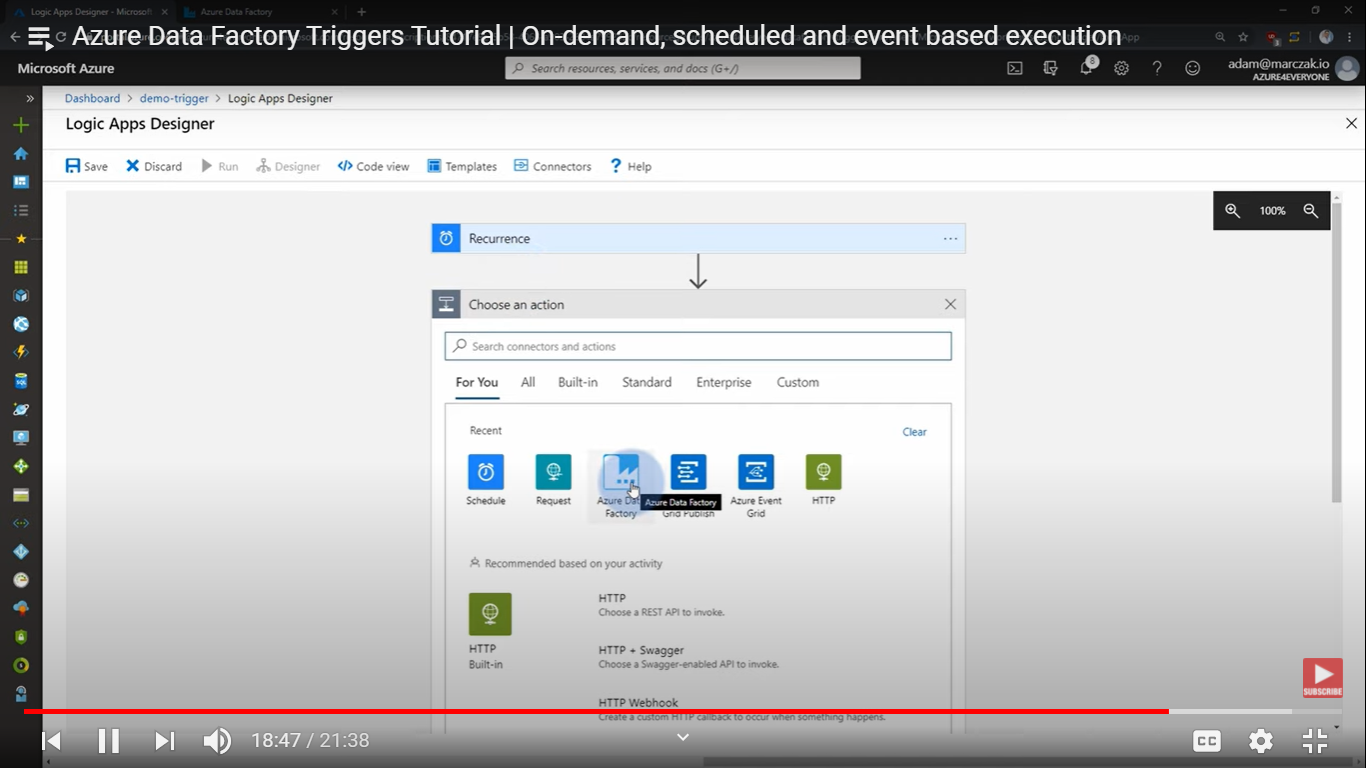 Logic Apps Designer - Microsoft
Azure Data Factory
Azure Data Factory Triggers Tutorial | On-demand, scheduled and event based execution
Microsoft Azure
Search resources, services, and docs (G+/)
8
adam@marczak.io
AZURE4EVERYONE
Dashboard > demo-trigger > Logic Apps Designer
Logic Apps Designer
Save Discard Run Designer Code view Templates Connectors Help
100%
Recurrence
Choose an action
Search connectors and actions
For You All Built-in Standard Enterprise Custom
Recent Clear
Schedule Request Azure Data Factory Grid Publish Azure Event Grid HTTP
Azure Data Factory
Recommended based on your activity
HTTP
Built-in
HTTP
Choose a REST API to invoke.
HTTP + Swagger
Choose a Swagger-enabled API to invoke.
HTTP Webhook
Create a custom HTTP callback to occur when something happens.
SUBSCRIBE
18:47 / 21:38
CC